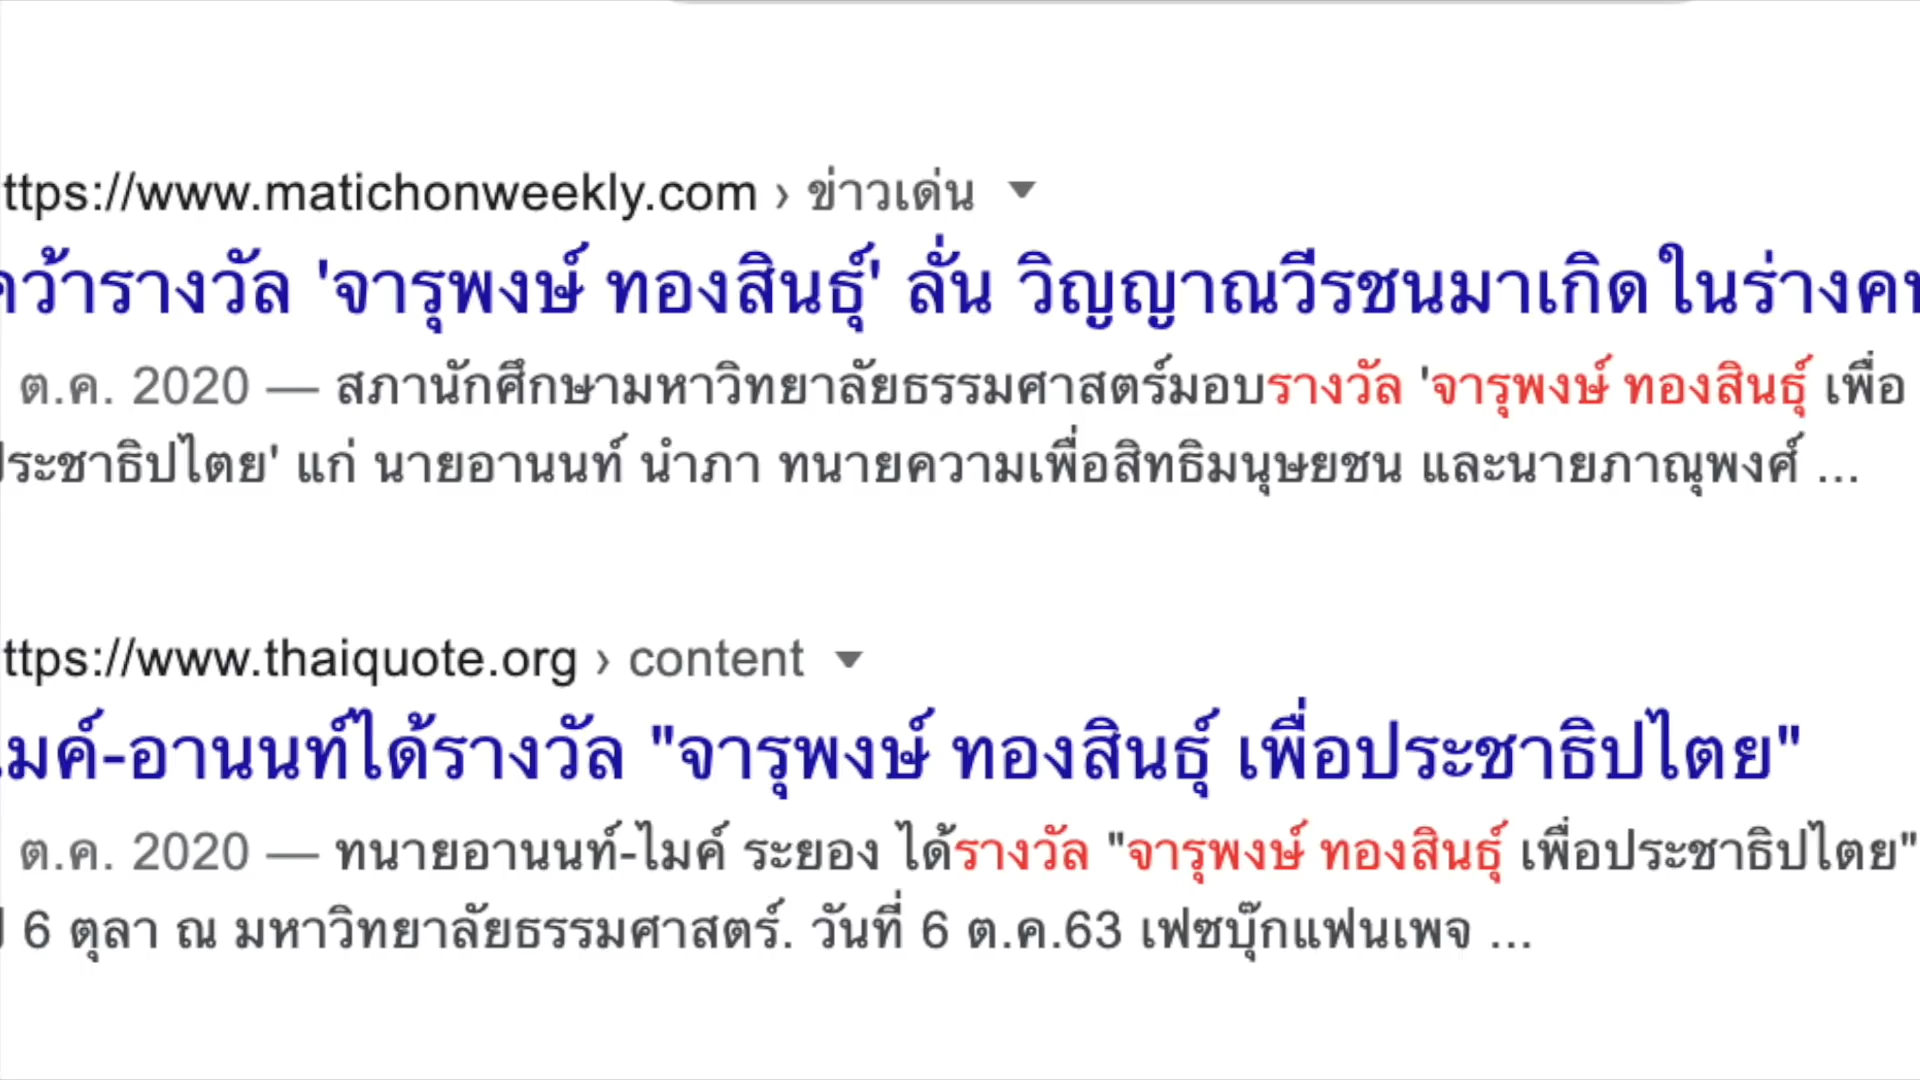 ttps://www.matichonweekly.com › ข่าวเด่น
คว้ารางวัล 'จารุพงษ์ ทองสินธุ์' ลั่น วิญญาณวีรชนมาเกิดในร่างคน
ต.ค. 2020 — สภานักศึกษามหาวิทยาลัยธรรมศาสตร์มอบรางวัล 'จารุพงษ์ ทองสินธุ์ เพื่อ
ประชาธิปไตย' แก่ นายอานนท์ นำภา ทนายความเพื่อสิทธิมนุษยชน และนายภาณุพงศ์ ...
ttps://www.thaiquote.org › content
ไมค์-อานนท์ได้รางวัล "จารุพงษ์ ทองสินธุ์ เพื่อประชาธิปไตย"
ต.ค. 2020 — ทนายอานนท์-ไมค์ ระยอง ได้รางวัล "จารุพงษ์ ทองสินธุ์ เพื่อประชาธิปไตย"
6 ตุลา ณ มหาวิทยาลัยธรรมศาสตร์. วันที่ 6 ต.ค.63 เฟซบุ๊กแฟนเพจ ...